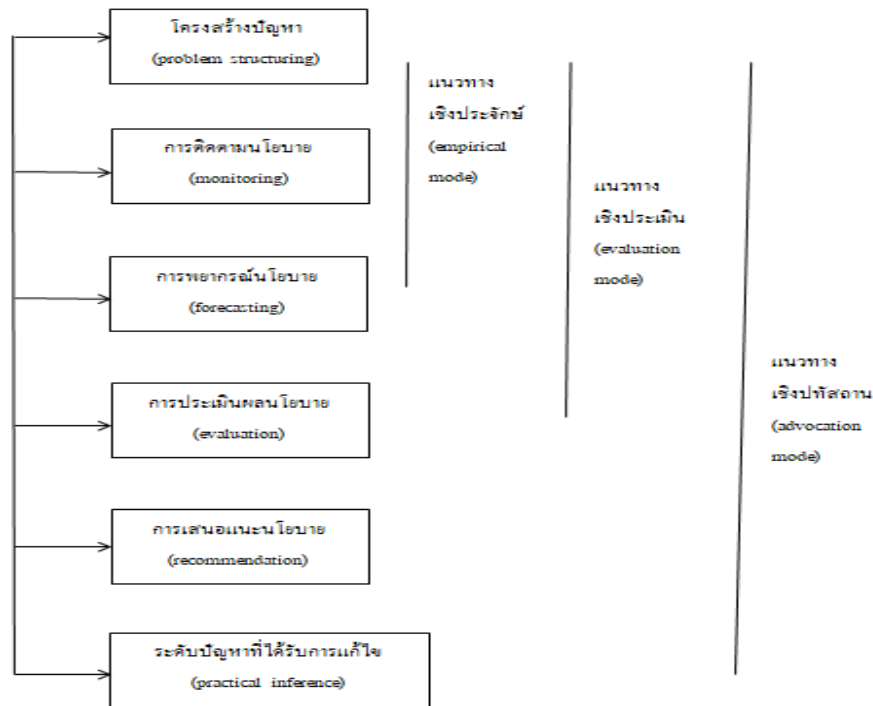 โครงสร้างปัญหา
(problem structuring)
แนวทาง
เชิงประจักษ์
(empirical
mode)
การติดตามนโยบาย
(monitoring)
แนวทาง
เชิงประเมิน
(evaluation
mode)
การพยากรณ์นโยบาย
(forecasting)
แนวทาง
เชิงปทัสถาน
(advocation
mode)
การประเมินผลนโยบาย
(evaluation)
การเสนอแนะนโยบาย
(recommendation)
ระดับปัญหาที่ได้รับการแก้ไข
(practical inference)